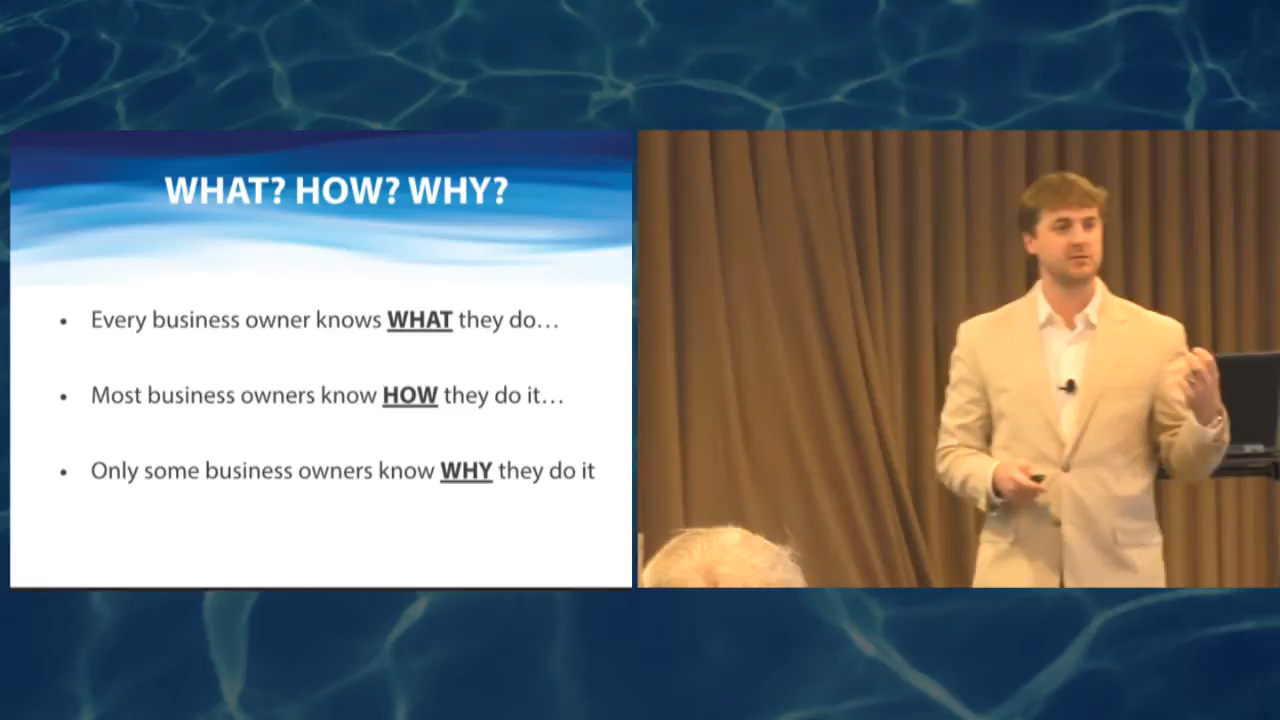 WHAT? HOW? WHY?
• Every business owner knows WHAT they do…
• Most business owners know HOW they do it…
• Only some business owners know WHY they do it